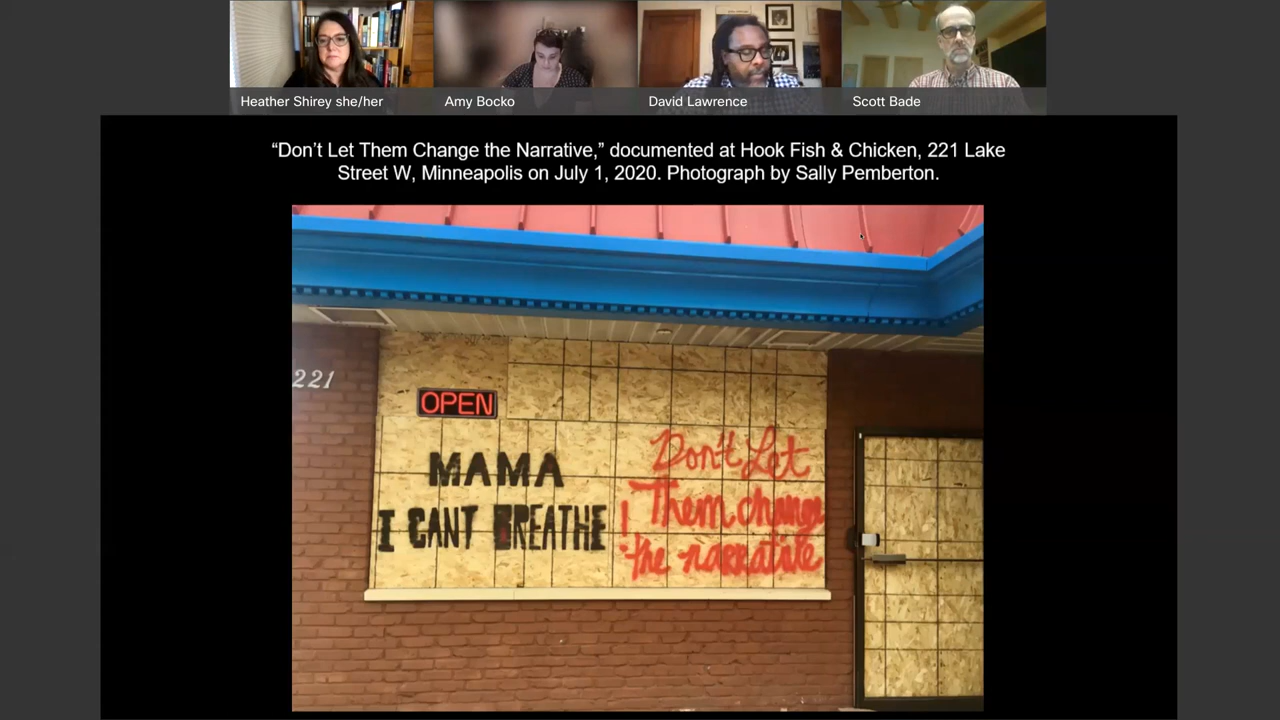 Heather Shirey she/her
Amy Bocko
David Lawrence
Scott Bade
“Don’t Let Them Change the Narrative,” documented at Hook Fish & Chicken, 221 Lake
Street W, Minneapolis on July 1, 2020. Photograph by Sally Pemberton.
221
OPEN
MAMA
I CANT BREATHE
Don't Let
Them change
the narrative
!